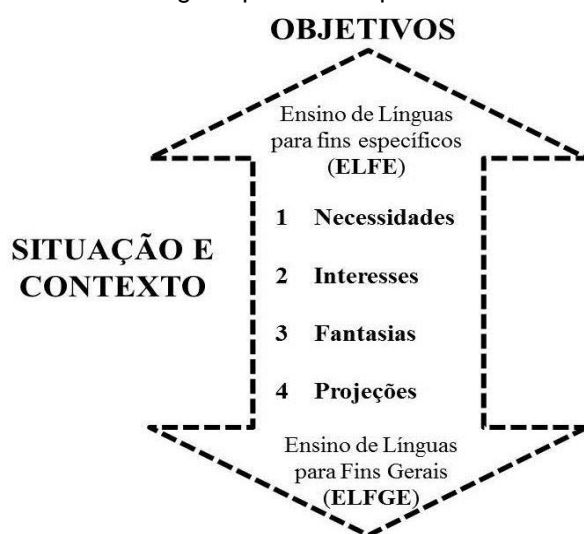 OBJETIVOS
Ensino de Línguas
para fins específicos
(ELFE)
1 Necessidades
SITUAÇÃO E
CONTEXTO
2 Interesses
3 Fantasias
4 Projeções
Ensino de Línguas
para Fins Gerais
(ELFGE)